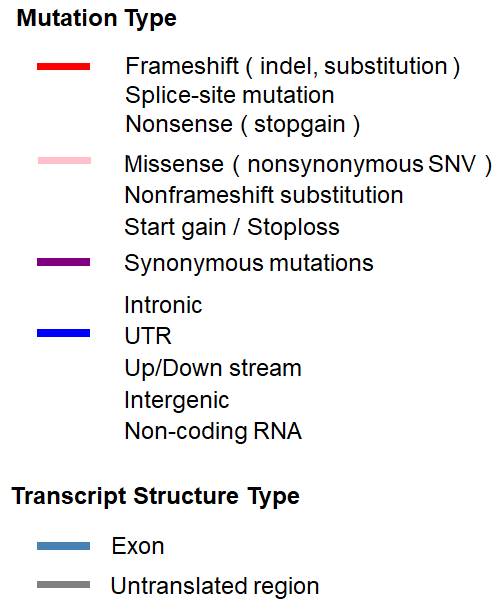 Mutation Type
Frameshift ( indel, substitution )
Splice-site mutation
Nonsense ( stopgain )
Missense ( nonsynonymous SNV )
Nonframeshift substitution
Start gain / Stoploss
Synonymous mutations
Intronic
UTR
Up/Down stream
Intergenic
Non-coding RNA
Transcript Structure Type
Exon
Untranslated region